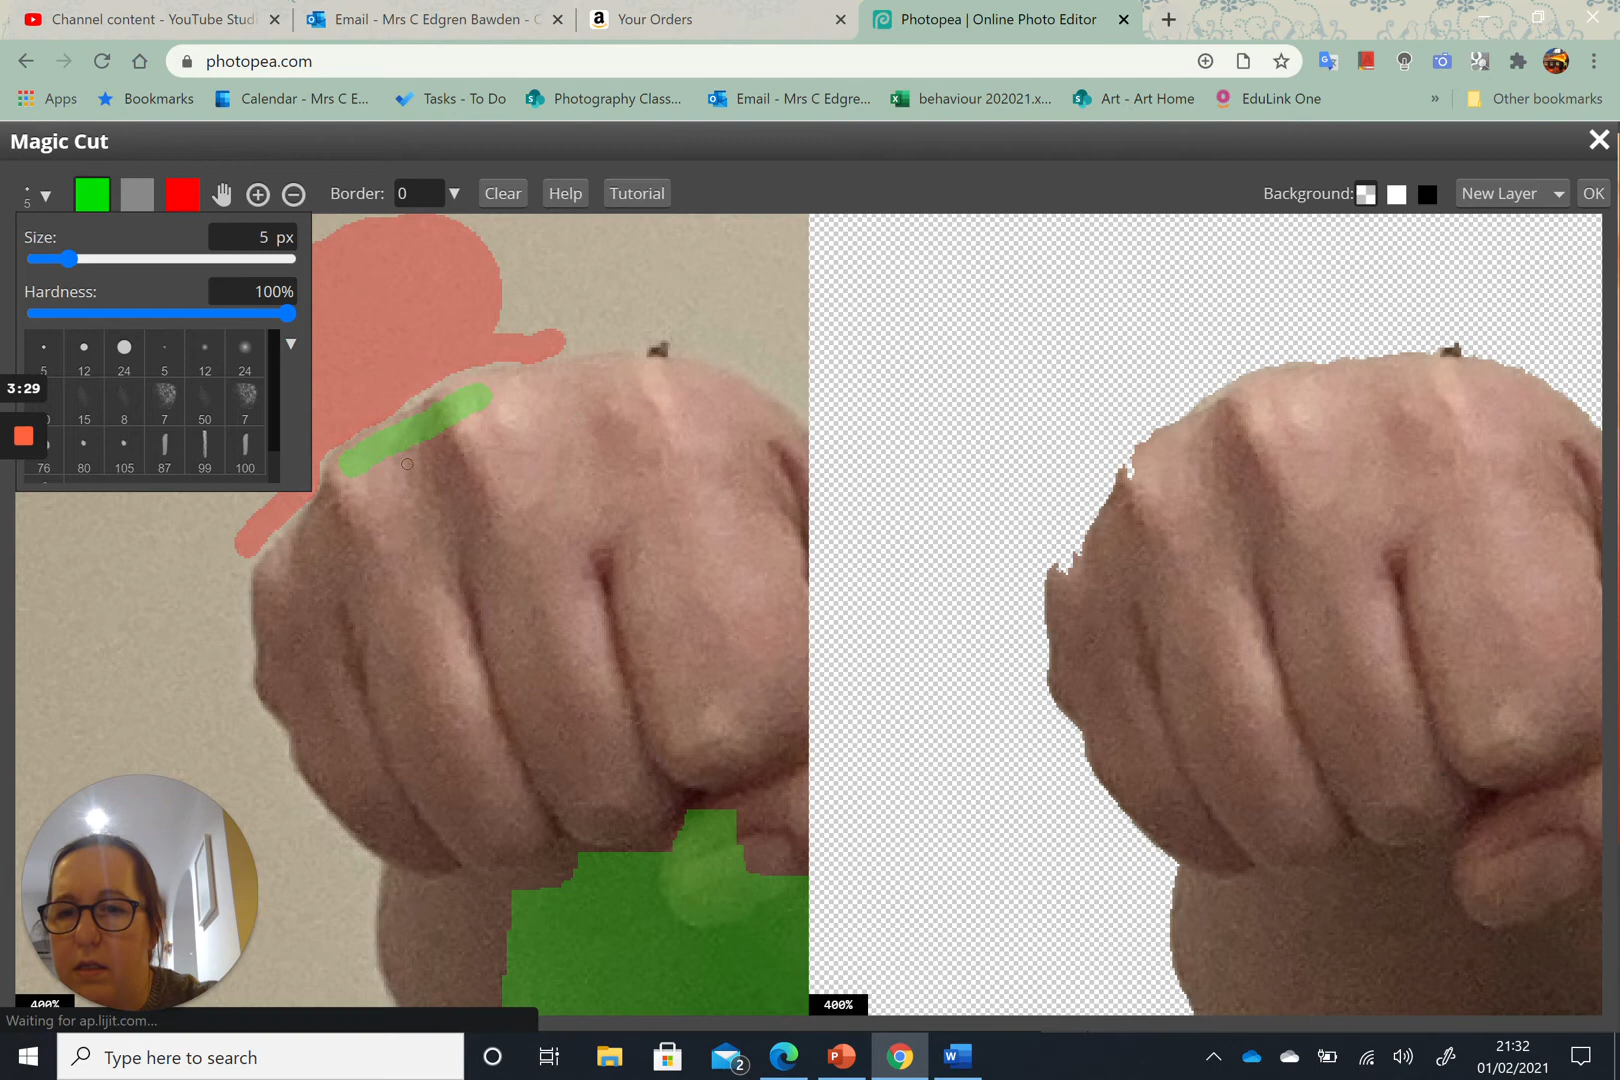 Channel content - YouTube Studi
Email - Mrs C Edgren Bawden - C
Your Orders
Photopea | Online Photo Editor
photopea.com
Apps
Bookmarks
Calendar - Mrs C E...
Tasks - To Do
Photography Class...
Email - Mrs C Edgre...
behaviour 202021.x...
Art - Art Home
EduLink One
»
Other bookmarks
Magic Cut
5
Border: 0
Clear
Help
Tutorial
Background:
New Layer
OK
Size: 5 px
Hardness: 100%
5 12 24 5 12 24
3:29
15 8 7 50 7
76 80 105 87 99 100
400%
400%
Waiting for ap.lijit.com...
Type here to search
2
21:32
01/02/2021